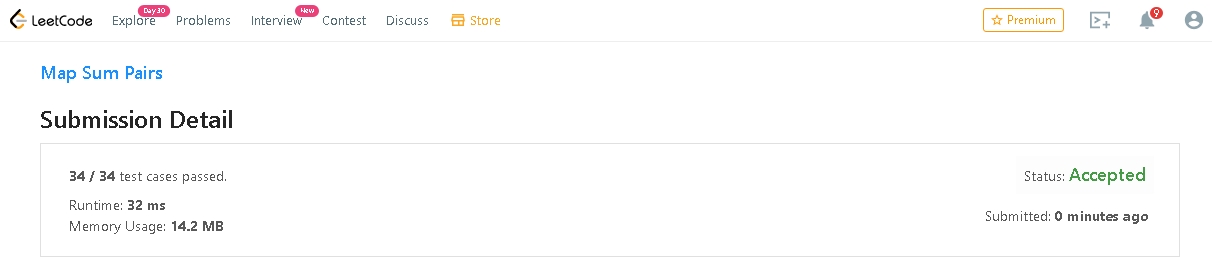 LeetCode Explore Day 30 Problems Interview New Contest Discuss Store Premium 9
Map Sum Pairs
Submission Detail
34 / 34 test cases passed.
Status: Accepted
Runtime: 32 ms
Submitted: 0 minutes ago
Memory Usage: 14.2 MB